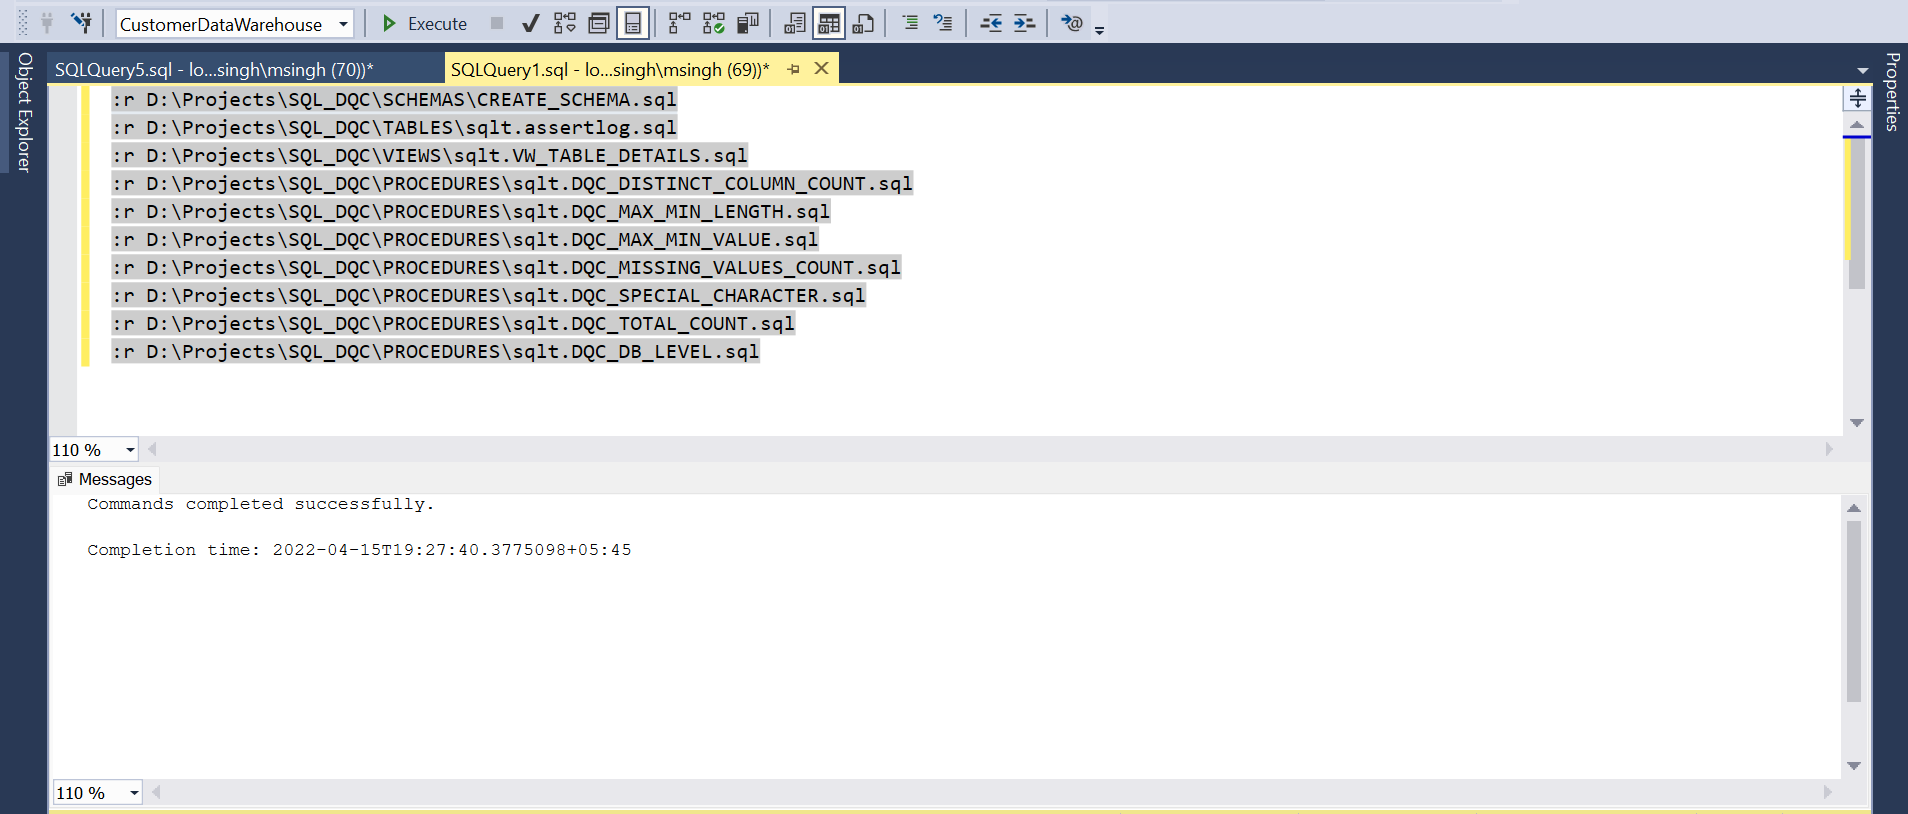 CustomerDataWarehouse
Execute
Object Explorer
Properties
SQLQuery5.sql - lo...singh\msingh (70))*
SQLQuery1.sql - lo...singh\msingh (69))*
:r D:\Projects\SQL_DQC\SCHEMAS\CREATE_SCHEMA.sql
:r D:\Projects\SQL_DQC\TABLES\sqlt.assertlog.sql
:r D:\Projects\SQL_DQC\VIEWS\sqlt.VW_TABLE_DETAILS.sql
:r D:\Projects\SQL_DQC\PROCEDURES\sqlt.DQC_DISTINCT_COLUMN_COUNT.sql
:r D:\Projects\SQL_DQC\PROCEDURES\sqlt.DQC_MAX_MIN_LENGTH.sql
:r D:\Projects\SQL_DQC\PROCEDURES\sqlt.DQC_MAX_MIN_VALUE.sql
:r D:\Projects\SQL_DQC\PROCEDURES\sqlt.DQC_MISSING_VALUES_COUNT.sql
:r D:\Projects\SQL_DQC\PROCEDURES\sqlt.DQC_SPECIAL_CHARACTER.sql
:r D:\Projects\SQL_DQC\PROCEDURES\sqlt.DQC_TOTAL_COUNT.sql
:r D:\Projects\SQL_DQC\PROCEDURES\sqlt.DQC_DB_LEVEL.sql
110 %
Messages
Commands completed successfully.
Completion time: 2022-04-15T19:27:40.3775098+05:45
110 %